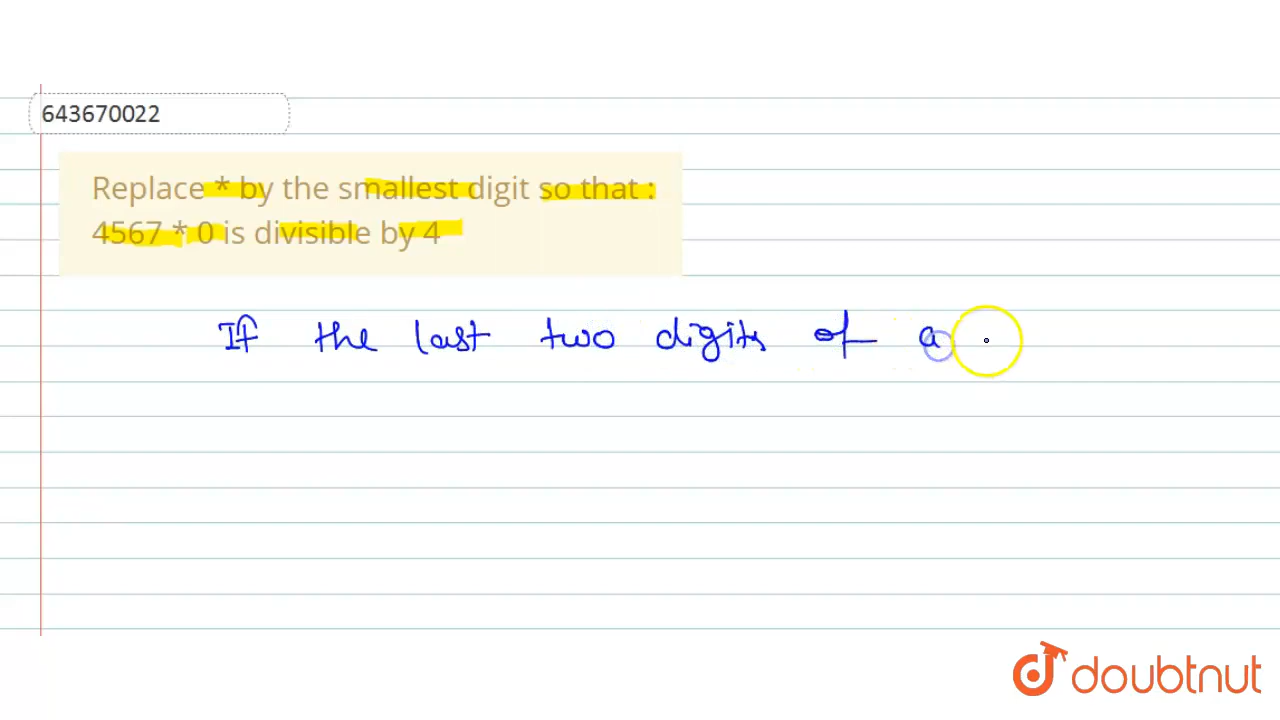 643670022
Replace * by the smallest digit so that :
4567 * 0 is divisible by 4
If the last two digits of a
doubtnut